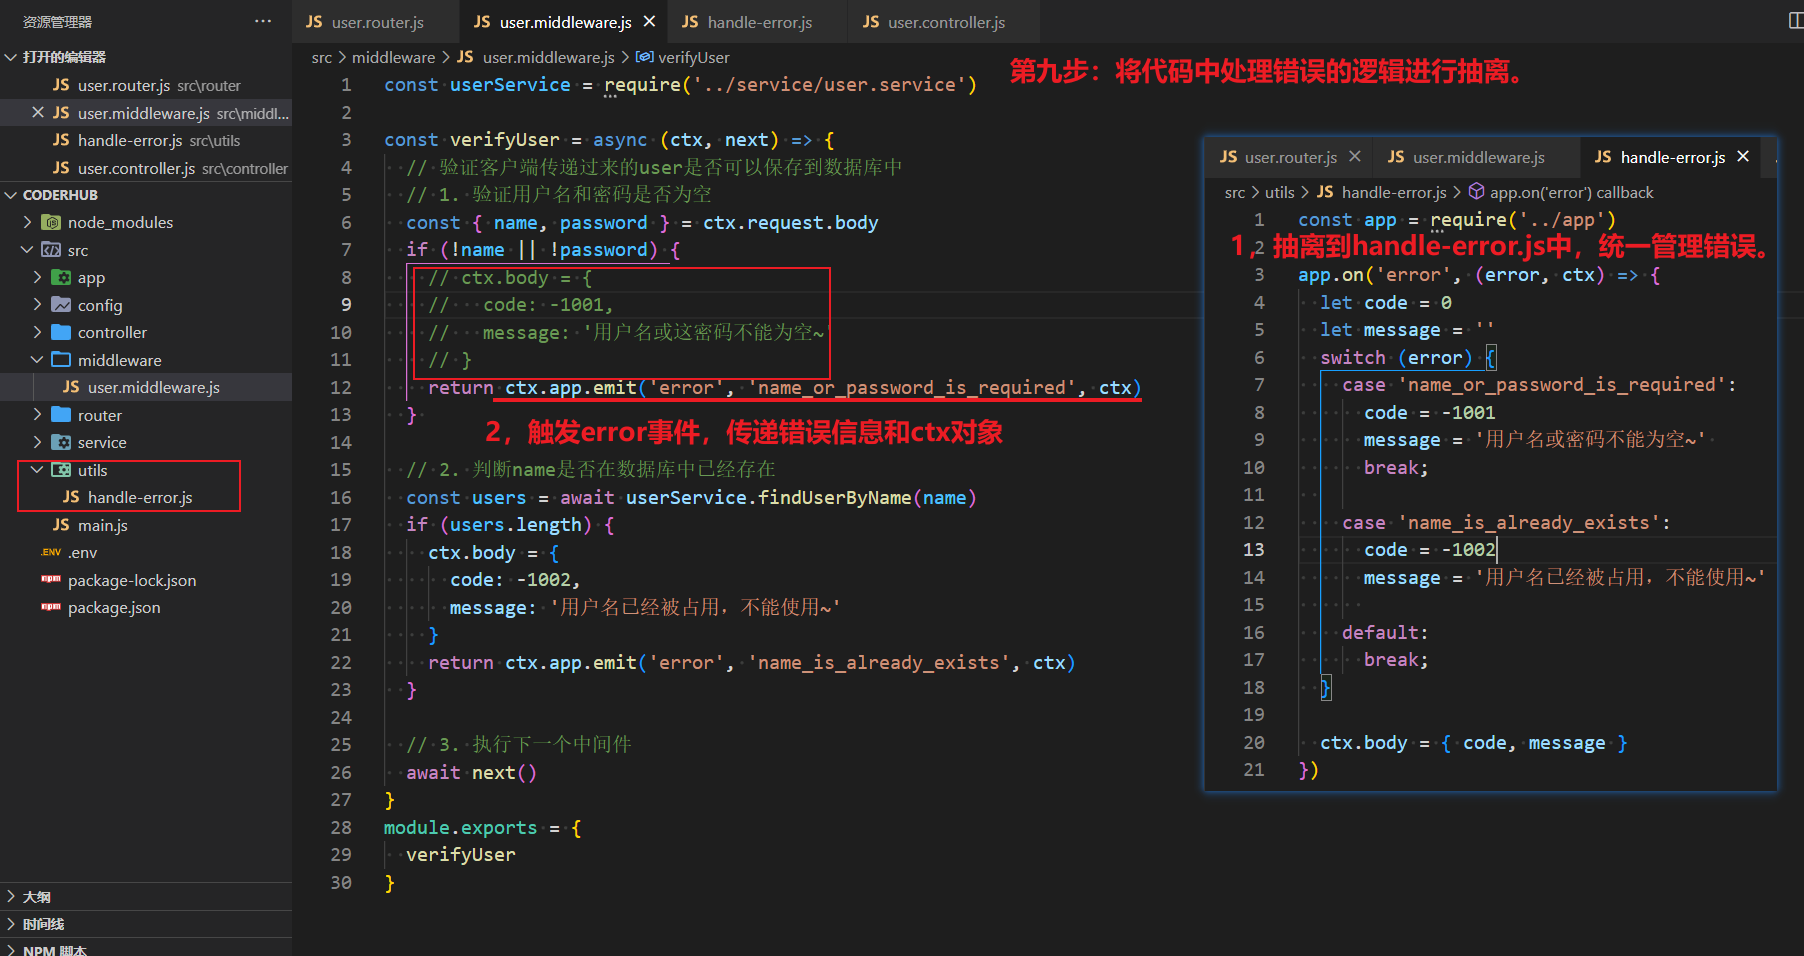 资源管理器
打开的编辑器
JS user.router.js src\router
JS user.middleware.js src\middl...
JS handle-error.js src\utils
JS user.controller.js src\controller
CODERHUB
node_modules
src
app
config
controller
middleware
JS user.middleware.js
router
service
utils
JS handle-error.js
JS main.js
.ENV .env
npm package-lock.json
npm package.json
大纲
时间线
NPM 脚本
JS user.router.js JS user.middleware.js JS handle-error.js JS user.controller.js
src > middleware > JS user.middleware.js > verifyUser
第九步：将代码中处理错误的逻辑进行抽离。
1 const userService = require('../service/user.service')
2
3 const verifyUser = async (ctx, next) => {
4 // 验证客户端传递过来的user是否可以保存到数据库中
5 // 1. 验证用户名和密码是否为空
6 const { name, password } = ctx.request.body
7 if (!name || !password) {
8 // ctx.body = {
9 // code: -1001,
10 // message: '用户名或这密码不能为空~'
11 // }
12 return ctx.app.emit('error', 'name_or_password_is_required', ctx)
13 }
2，触发error事件，传递错误信息和ctx对象
14
15 // 2. 判断name是否在数据库中已经存在
16 const users = await userService.findUserByName(name)
17 if (users.length) {
18 ctx.body = {
19 code: -1002,
20 message: '用户名已经被占用，不能使用~'
21 }
22 return ctx.app.emit('error', 'name_is_already_exists', ctx)
23 }
24
25 // 3. 执行下一个中间件
26 await next()
27 }
28 module.exports = {
29 verifyUser
30 }
JS user.router.js JS user.middleware.js JS handle-error.js
src > utils > JS handle-error.js > app.on('error') callback
1 const app = require('../app')
2
1，抽离到handle-error.js中，统一管理错误。
3 app.on('error', (error, ctx) => {
4 let code = 0
5 let message = ''
6 switch (error) {
7 case 'name_or_password_is_required':
8 code = -1001
9 message = '用户名或密码不能为空~'
10 break;
11
12 case 'name_is_already_exists':
13 code = -1002
14 message = '用户名已经被占用，不能使用~'
15
16 default:
17 break;
18 }
19
20 ctx.body = { code, message }
21 })